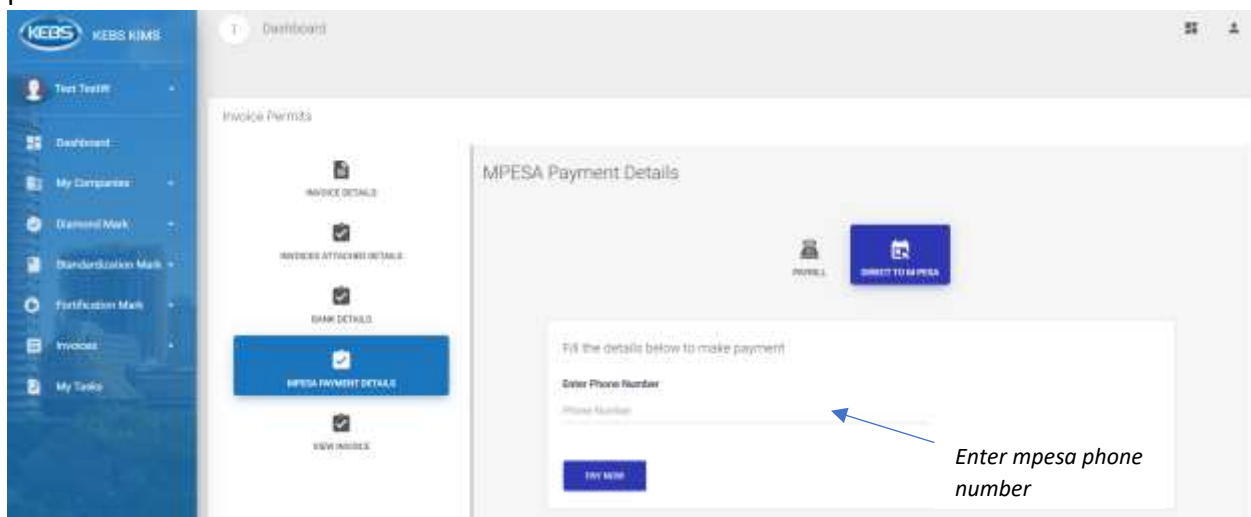 KEBS KEBS KIMS
T Dashboard
Dashboard
My Companies
Diamond Mark
Standardization Mark
Fortification Mark
Invoices
My Tasks
Invoice Permits
INVOICE DETAILS
INVOICES ATTACHED DETAILS
BANK DETAILS
MPESA PAYMENT DETAILS
VIEW INVOICE
MPESA Payment Details
PAYBILL
DIRECT TO M PESA
Fill the details below to make payment
Enter Phone Number
Phone Number
PAY NOW
Enter mpesa phone
number